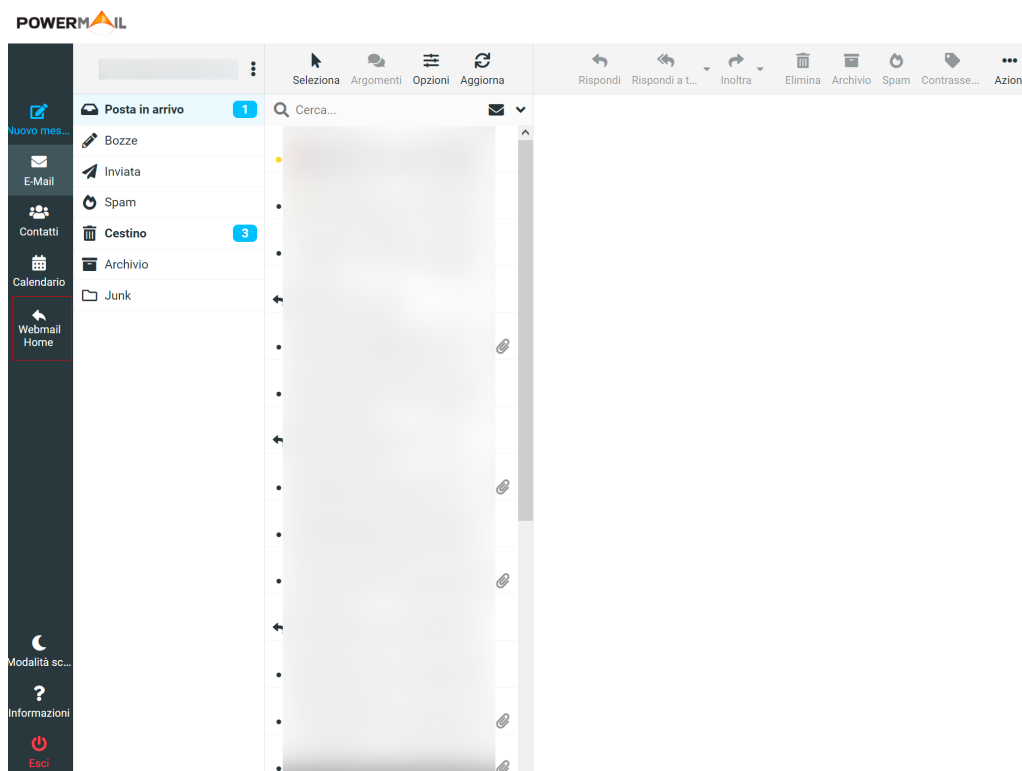 POWERMAIL
Nuovo mes...
E-Mail
Contatti
Calendario
Webmail
Home
Modalità sc...
Informazioni
Esci
Posta in arrivo 1
Bozze
Inviata
Spam
Cestino 3
Archivio
Junk
Seleziona Argomenti Opzioni Aggiorna
Cerca...
Rispondi Rispondi a t... Inoltra Elimina Archivio Spam Contrasse... Azion